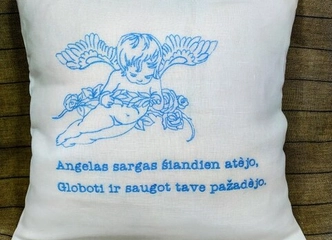 Angelas sargas šiandien atėjo,
Globoti ir saugot tave pažadėjo.